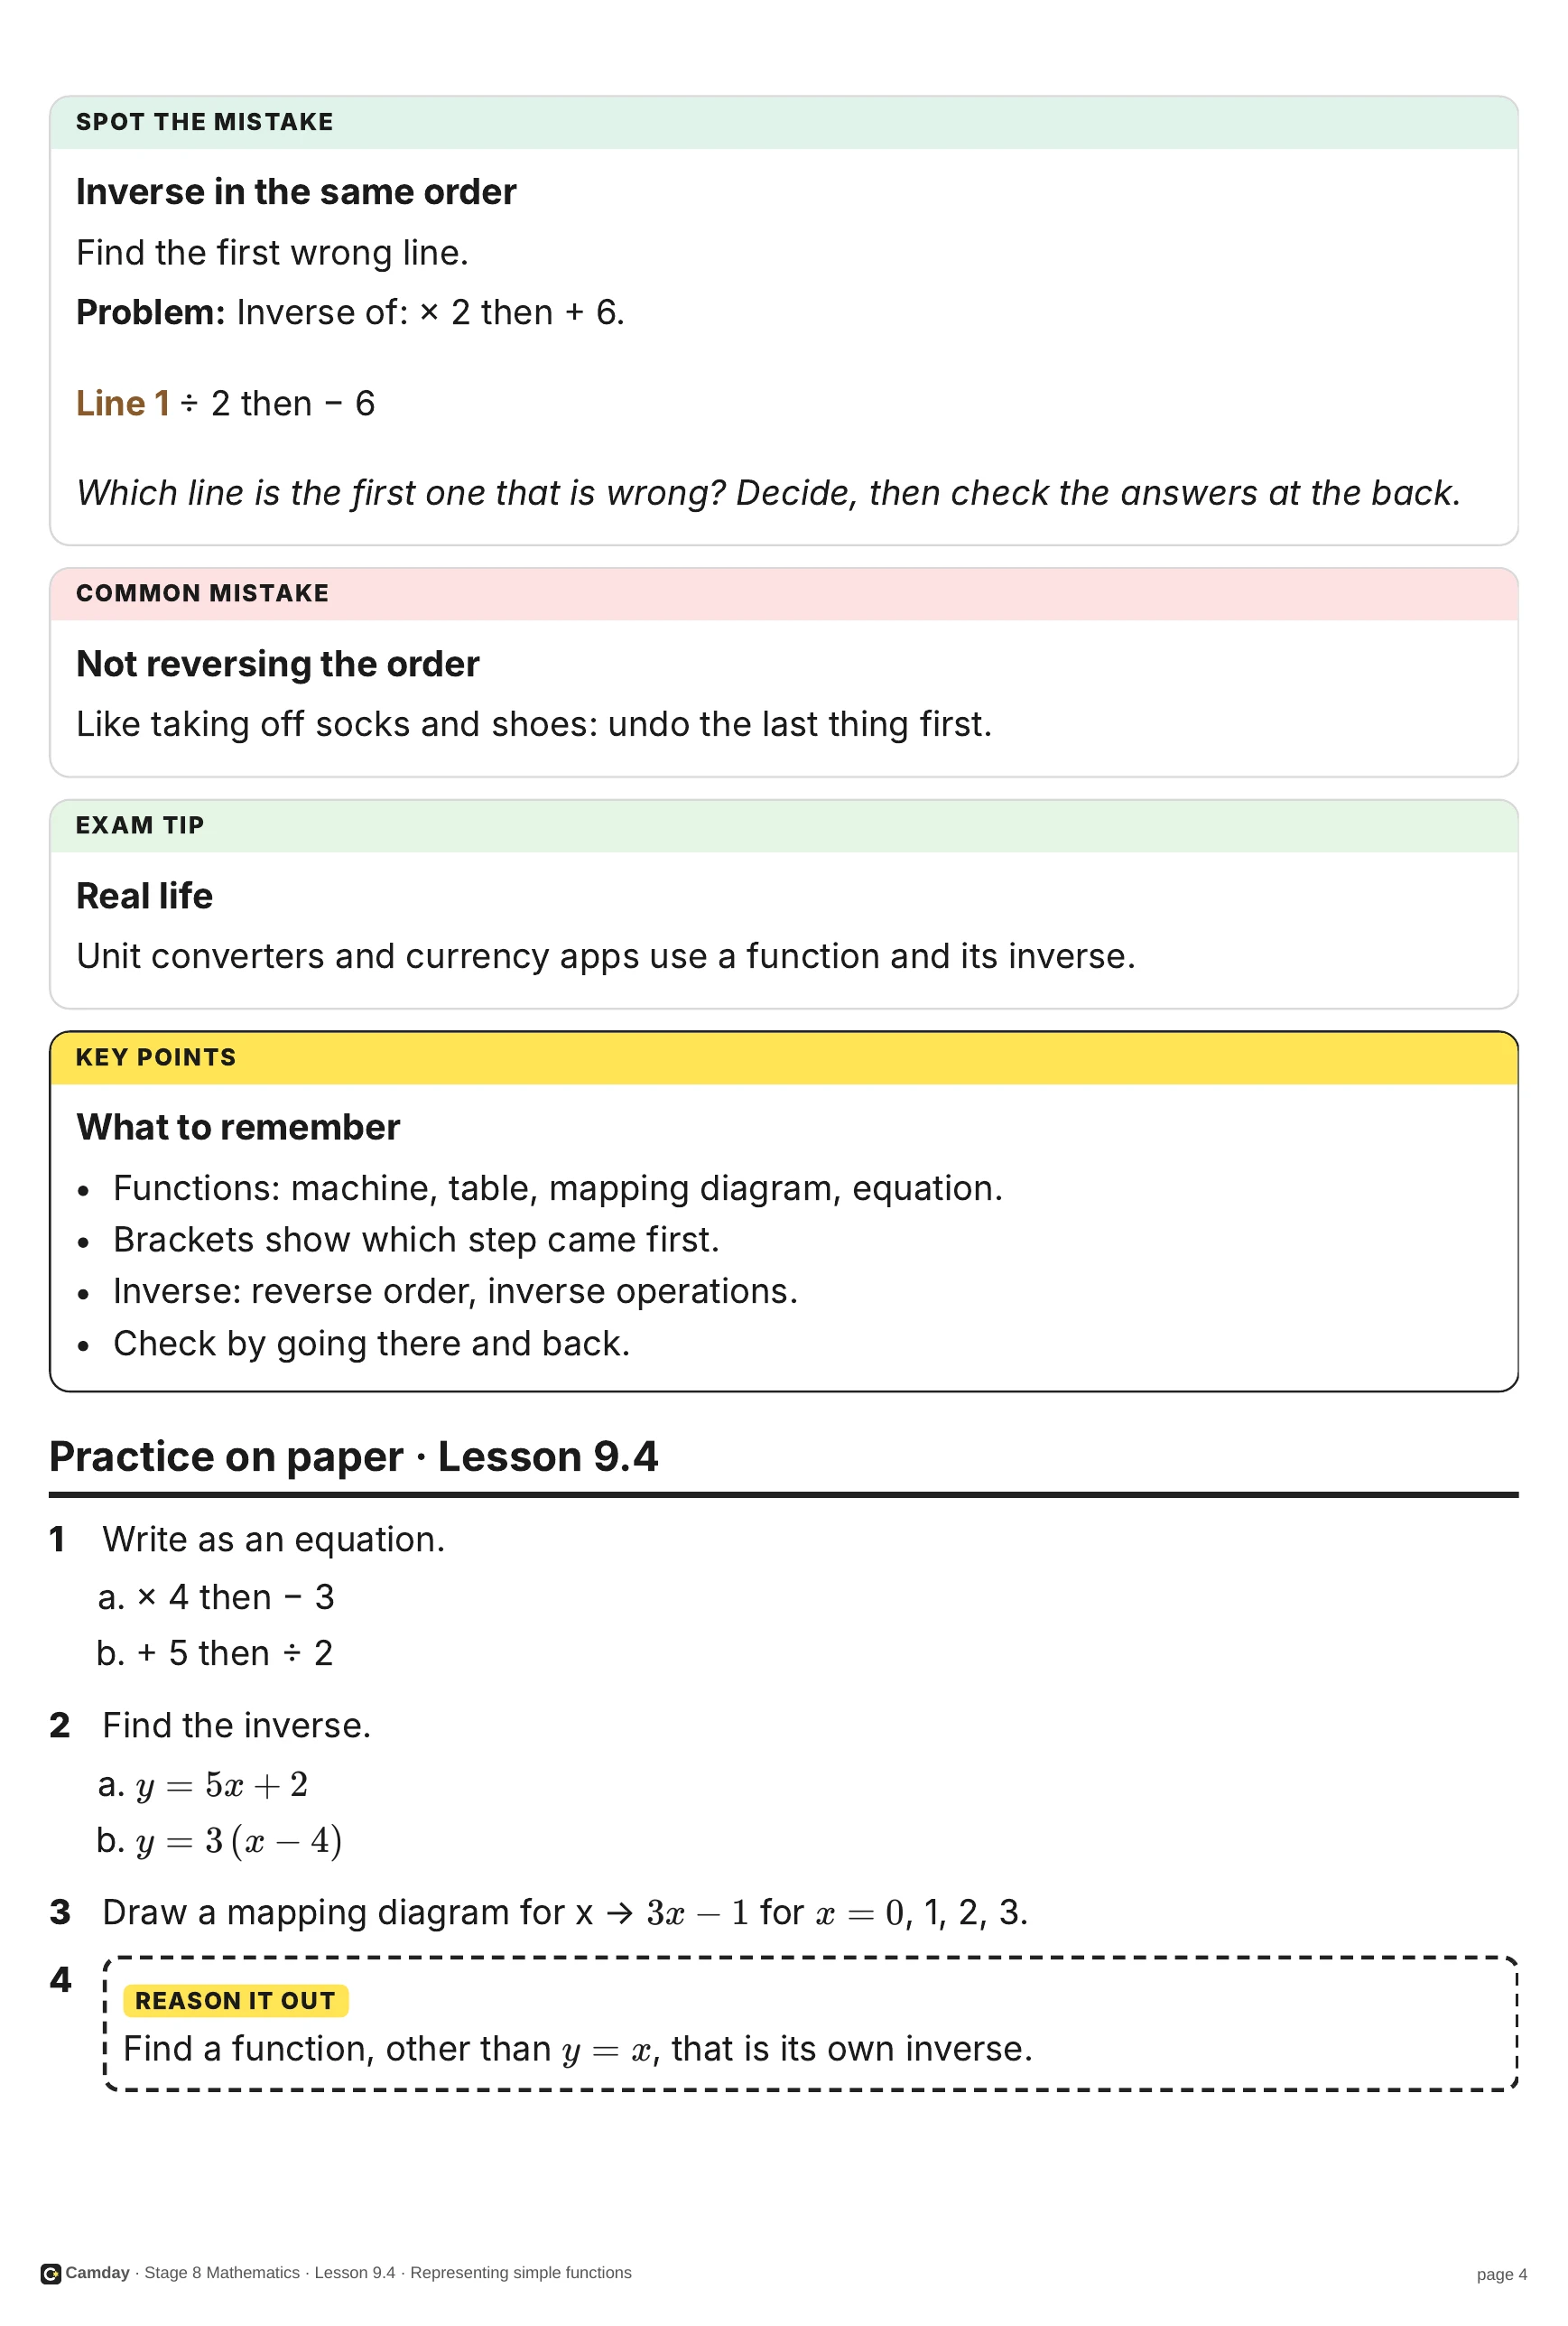 SPOT THE MISTAKE
Inverse in the same order
Find the first wrong line.
Problem: Inverse of: × 2 then + 6.
Line 1 ÷ 2 then − 6
Which line is the first one that is wrong? Decide, then check the answers at the back.
COMMON MISTAKE
Not reversing the order
Like taking off socks and shoes: undo the last thing first.
EXAM TIP
Real life
Unit converters and currency apps use a function and its inverse.
KEY POINTS
What to remember
• Functions: machine, table, mapping diagram, equation.
• Brackets show which step came first.
• Inverse: reverse order, inverse operations.
• Check by going there and back.
Practice on paper · Lesson 9.4
1 Write as an equation.
a. × 4 then − 3
b. + 5 then ÷ 2
2 Find the inverse.
a. y = 5x + 2
b. y = 3 (x − 4)
3 Draw a mapping diagram for x → 3x − 1 for x = 0, 1, 2, 3.
4 REASON IT OUT
Find a function, other than y = x, that is its own inverse.
Camday · Stage 8 Mathematics · Lesson 9.4 · Representing simple functions
page 4